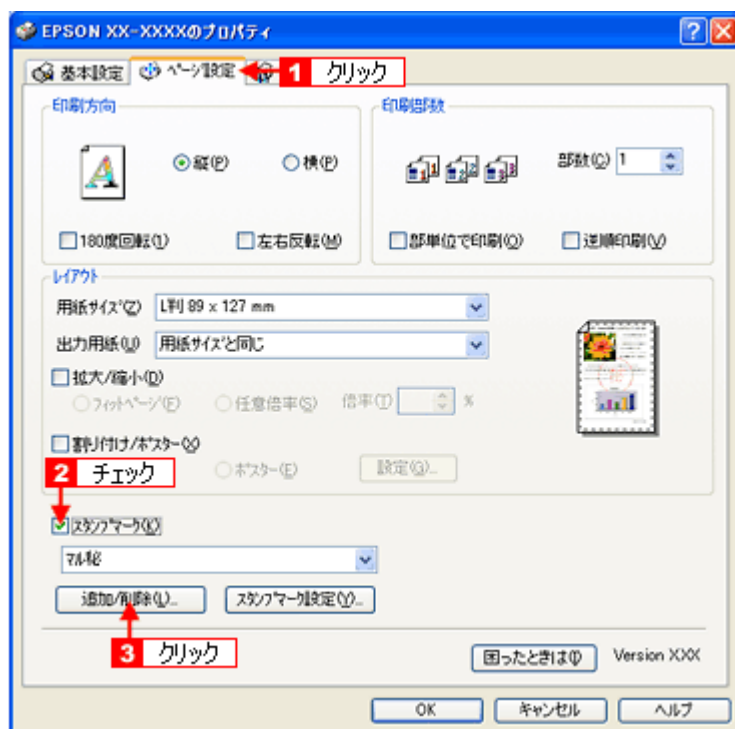 EPSON XX-XXXXのプロパティ
基本設定 ページ設定 1 クリック
印刷方向 印刷部数
縦(P) 横(P) 部数(C) 1
180度回転(1) 左右反転(M) 部単位で印刷(O) 逆順印刷(V)
レイアウト
用紙サイズ(Z) L判 89 x 127 mm
出力用紙(U) 用紙サイズと同じ
拡大/縮小(D)
フィットページ(F) 任意倍率(S) 倍率(T) %
割り付け/ポスター(X)
2 チェック ポスター(E) 設定(G)...
スタンプマーク(K)
マル秘
追加/削除(L)... スタンプマーク設定(Y)...
3 クリック
困ったときは(I) Version XXX
OK キャンセル ヘルプ